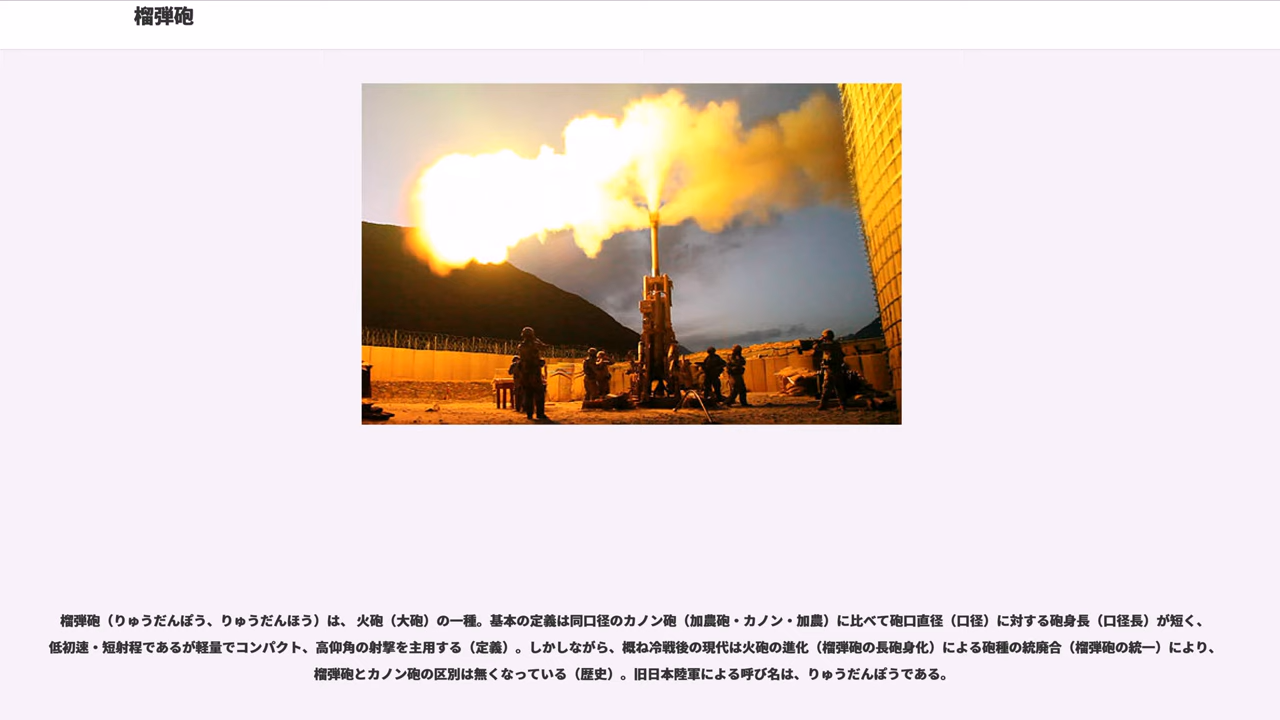 榴弾砲
榴弾砲（りゅうだんぽう、りゅうだんほう）は、 火砲（大砲）の一種。基本の定義は同口径のカノン砲（加農砲・カノン・加農）に比べて砲口直径（口径）に対する砲身長（口径長）が短く、
低初速・短射程であるが軽量でコンパクト、高仰角の射撃を主用する（定義）。しかしながら、概ね冷戦後の現代は火砲の進化（榴弾砲の長砲身化）による砲種の統廃合（榴弾砲の統一）により、
榴弾砲とカノン砲の区別は無くなっている（歴史）。旧日本陸軍による呼び名は、りゅうだんぽうである。